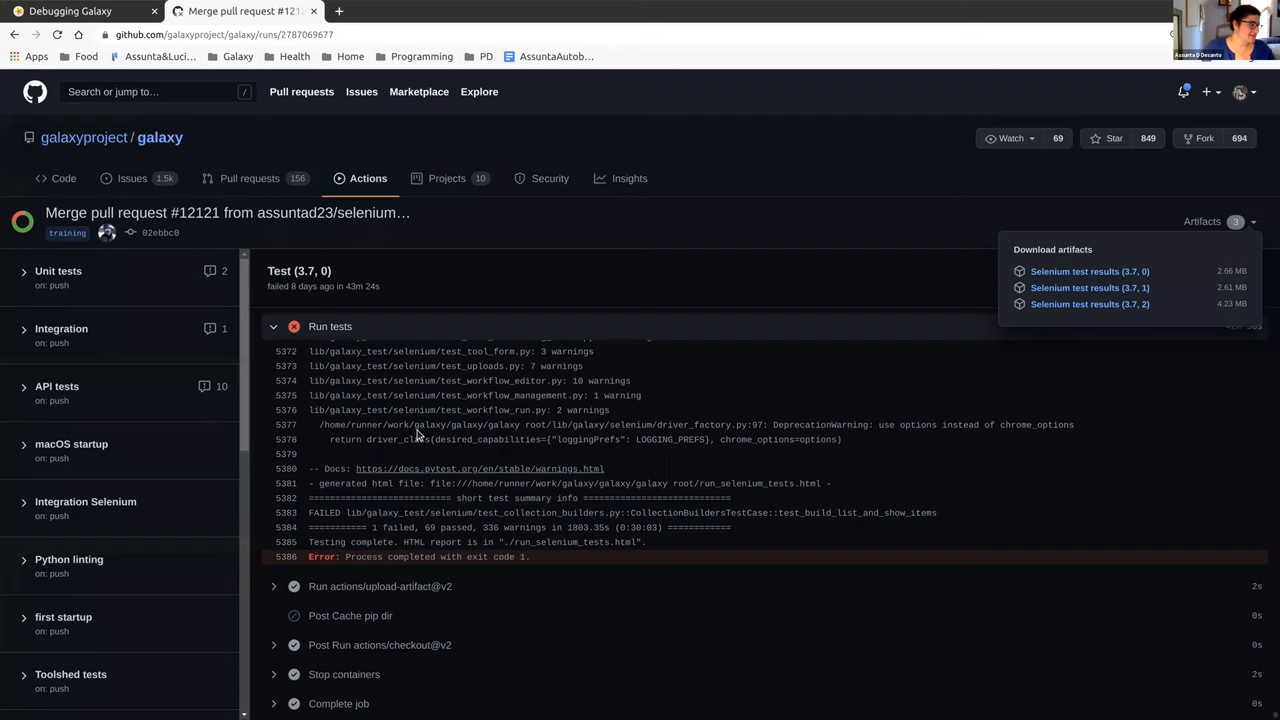 Debugging Galaxy
Merge pull request #1212
github.com/galaxyproject/galaxy/runs/2787069677
Apps
Food
Assunta&Luci...
Galaxy
Health
Home
Programming
PD
AssuntaAutob...
Assunta D Desanto
Search or jump to...
/
Pull requests
Issues
Marketplace
Explore
galaxyproject / galaxy
Watch 69
Star 849
Fork 694
Code
Issues 1.5k
Pull requests 156
Actions
Projects 10
Security
Insights
Merge pull request #12121 from assuntad23/selenium...
training 02ebbc0
Artifacts 3
Download artifacts
Selenium test results (3.7, 0) 2.66 MB
Selenium test results (3.7, 1) 2.61 MB
Selenium test results (3.7, 2) 4.23 MB
Unit tests 2
on: push
Integration 1
on: push
API tests 10
on: push
macOS startup
on: push
Integration Selenium
on: push
Python linting
on: push
first startup
on: push
Toolshed tests
on: push
Test (3.7, 0)
failed 8 days ago in 43m 24s
Run tests
5372 lib/galaxy_test/selenium/test_tool_form.py: 3 warnings
5373 lib/galaxy_test/selenium/test_uploads.py: 7 warnings
5374 lib/galaxy_test/selenium/test_workflow_editor.py: 10 warnings
5375 lib/galaxy_test/selenium/test_workflow_management.py: 1 warning
5376 lib/galaxy_test/selenium/test_workflow_run.py: 2 warnings
5377 /home/runner/work/galaxy/galaxy/galaxy root/lib/galaxy/selenium/driver_factory.py:97: DeprecationWarning: use options instead of chrome_options
5378 return driver_class(desired_capabilities={"loggingPrefs": LOGGING_PREFS}, chrome_options=options)
5379
5380 -- Docs: https://docs.pytest.org/en/stable/warnings.html
5381 - generated html file: file:///home/runner/work/galaxy/galaxy/galaxy root/run_selenium_tests.html -
5382 =========================== short test summary info ============================
5383 FAILED lib/galaxy_test/selenium/test_collection_builders.py::CollectionBuildersTestCase::test_build_list_and_show_items
5384 =========== 1 failed, 69 passed, 336 warnings in 1803.35s (0:30:03) ============
5385 Testing complete. HTML report is in "./run_selenium_tests.html".
5386 Error: Process completed with exit code 1.
Run actions/upload-artifact@v2 2s
Post Cache pip dir 0s
Post Run actions/checkout@v2 0s
Stop containers 2s
Complete job 0s